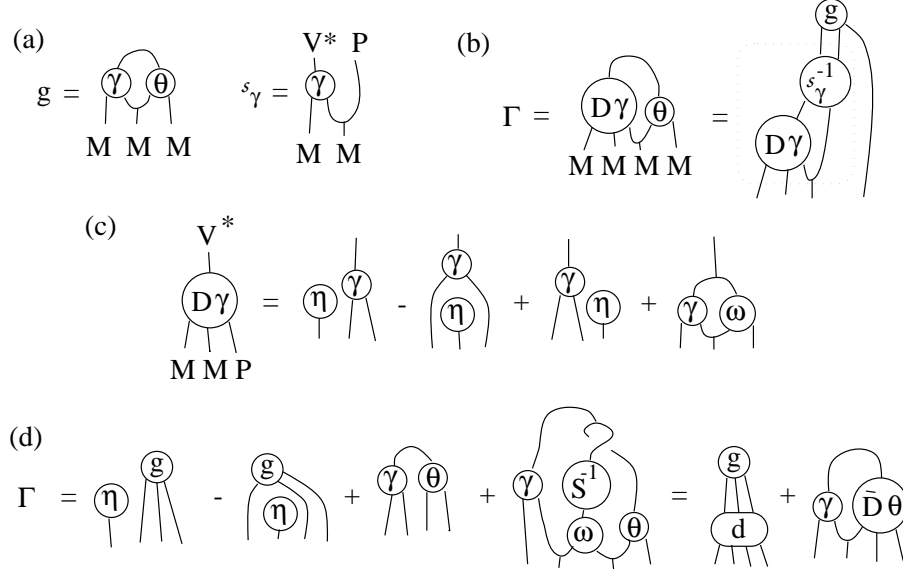 (a) g = γ θ M M M s_γ = V* P γ M M
(b) Γ = Dγ θ M M M M = g s_γ^{-1} Dγ
(c) V* Dγ M M P = η γ - γ η + γ η + γ ω
(d) Γ = η g - g η + γ θ + γ S^{-1} ω θ = g d + γ D̄θ